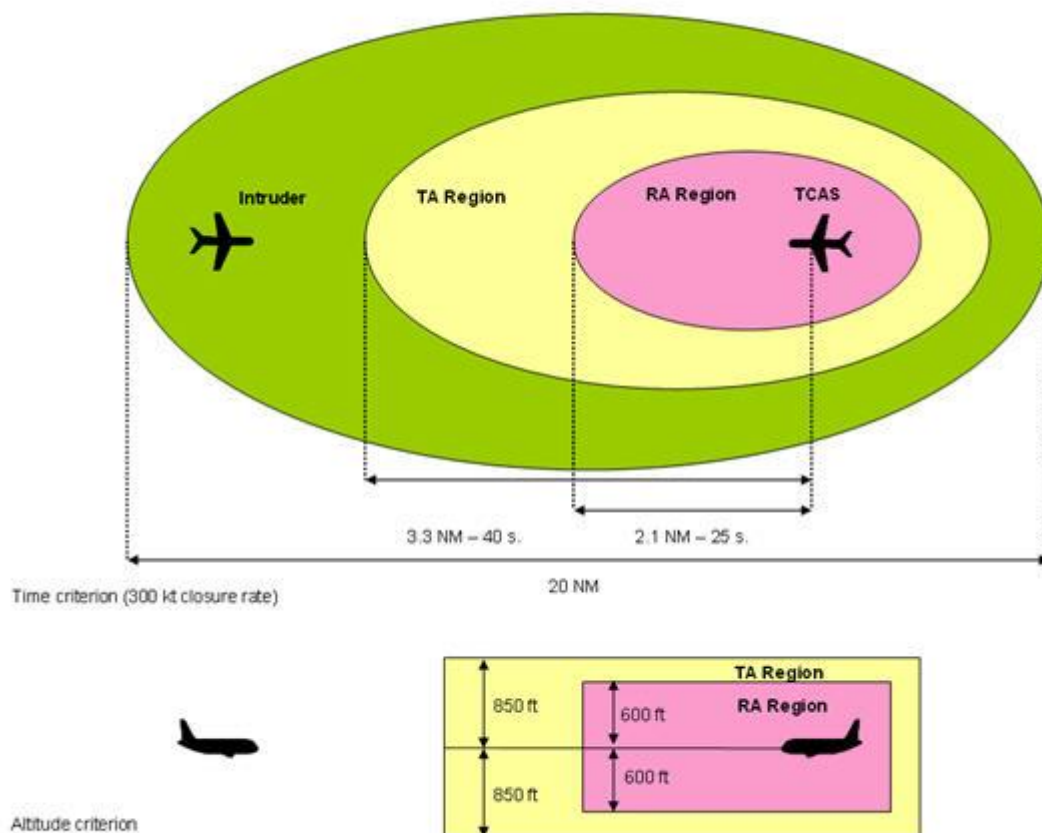 Intruder
TA Region
RA Region
TCAS
3.3 NM – 40 s.
2.1 NM – 25 s.
20 NM
Time criterion (300 kt closure rate)
TA Region
850 ft
600 ft
RA Region
850 ft
600 ft
Altitude criterion